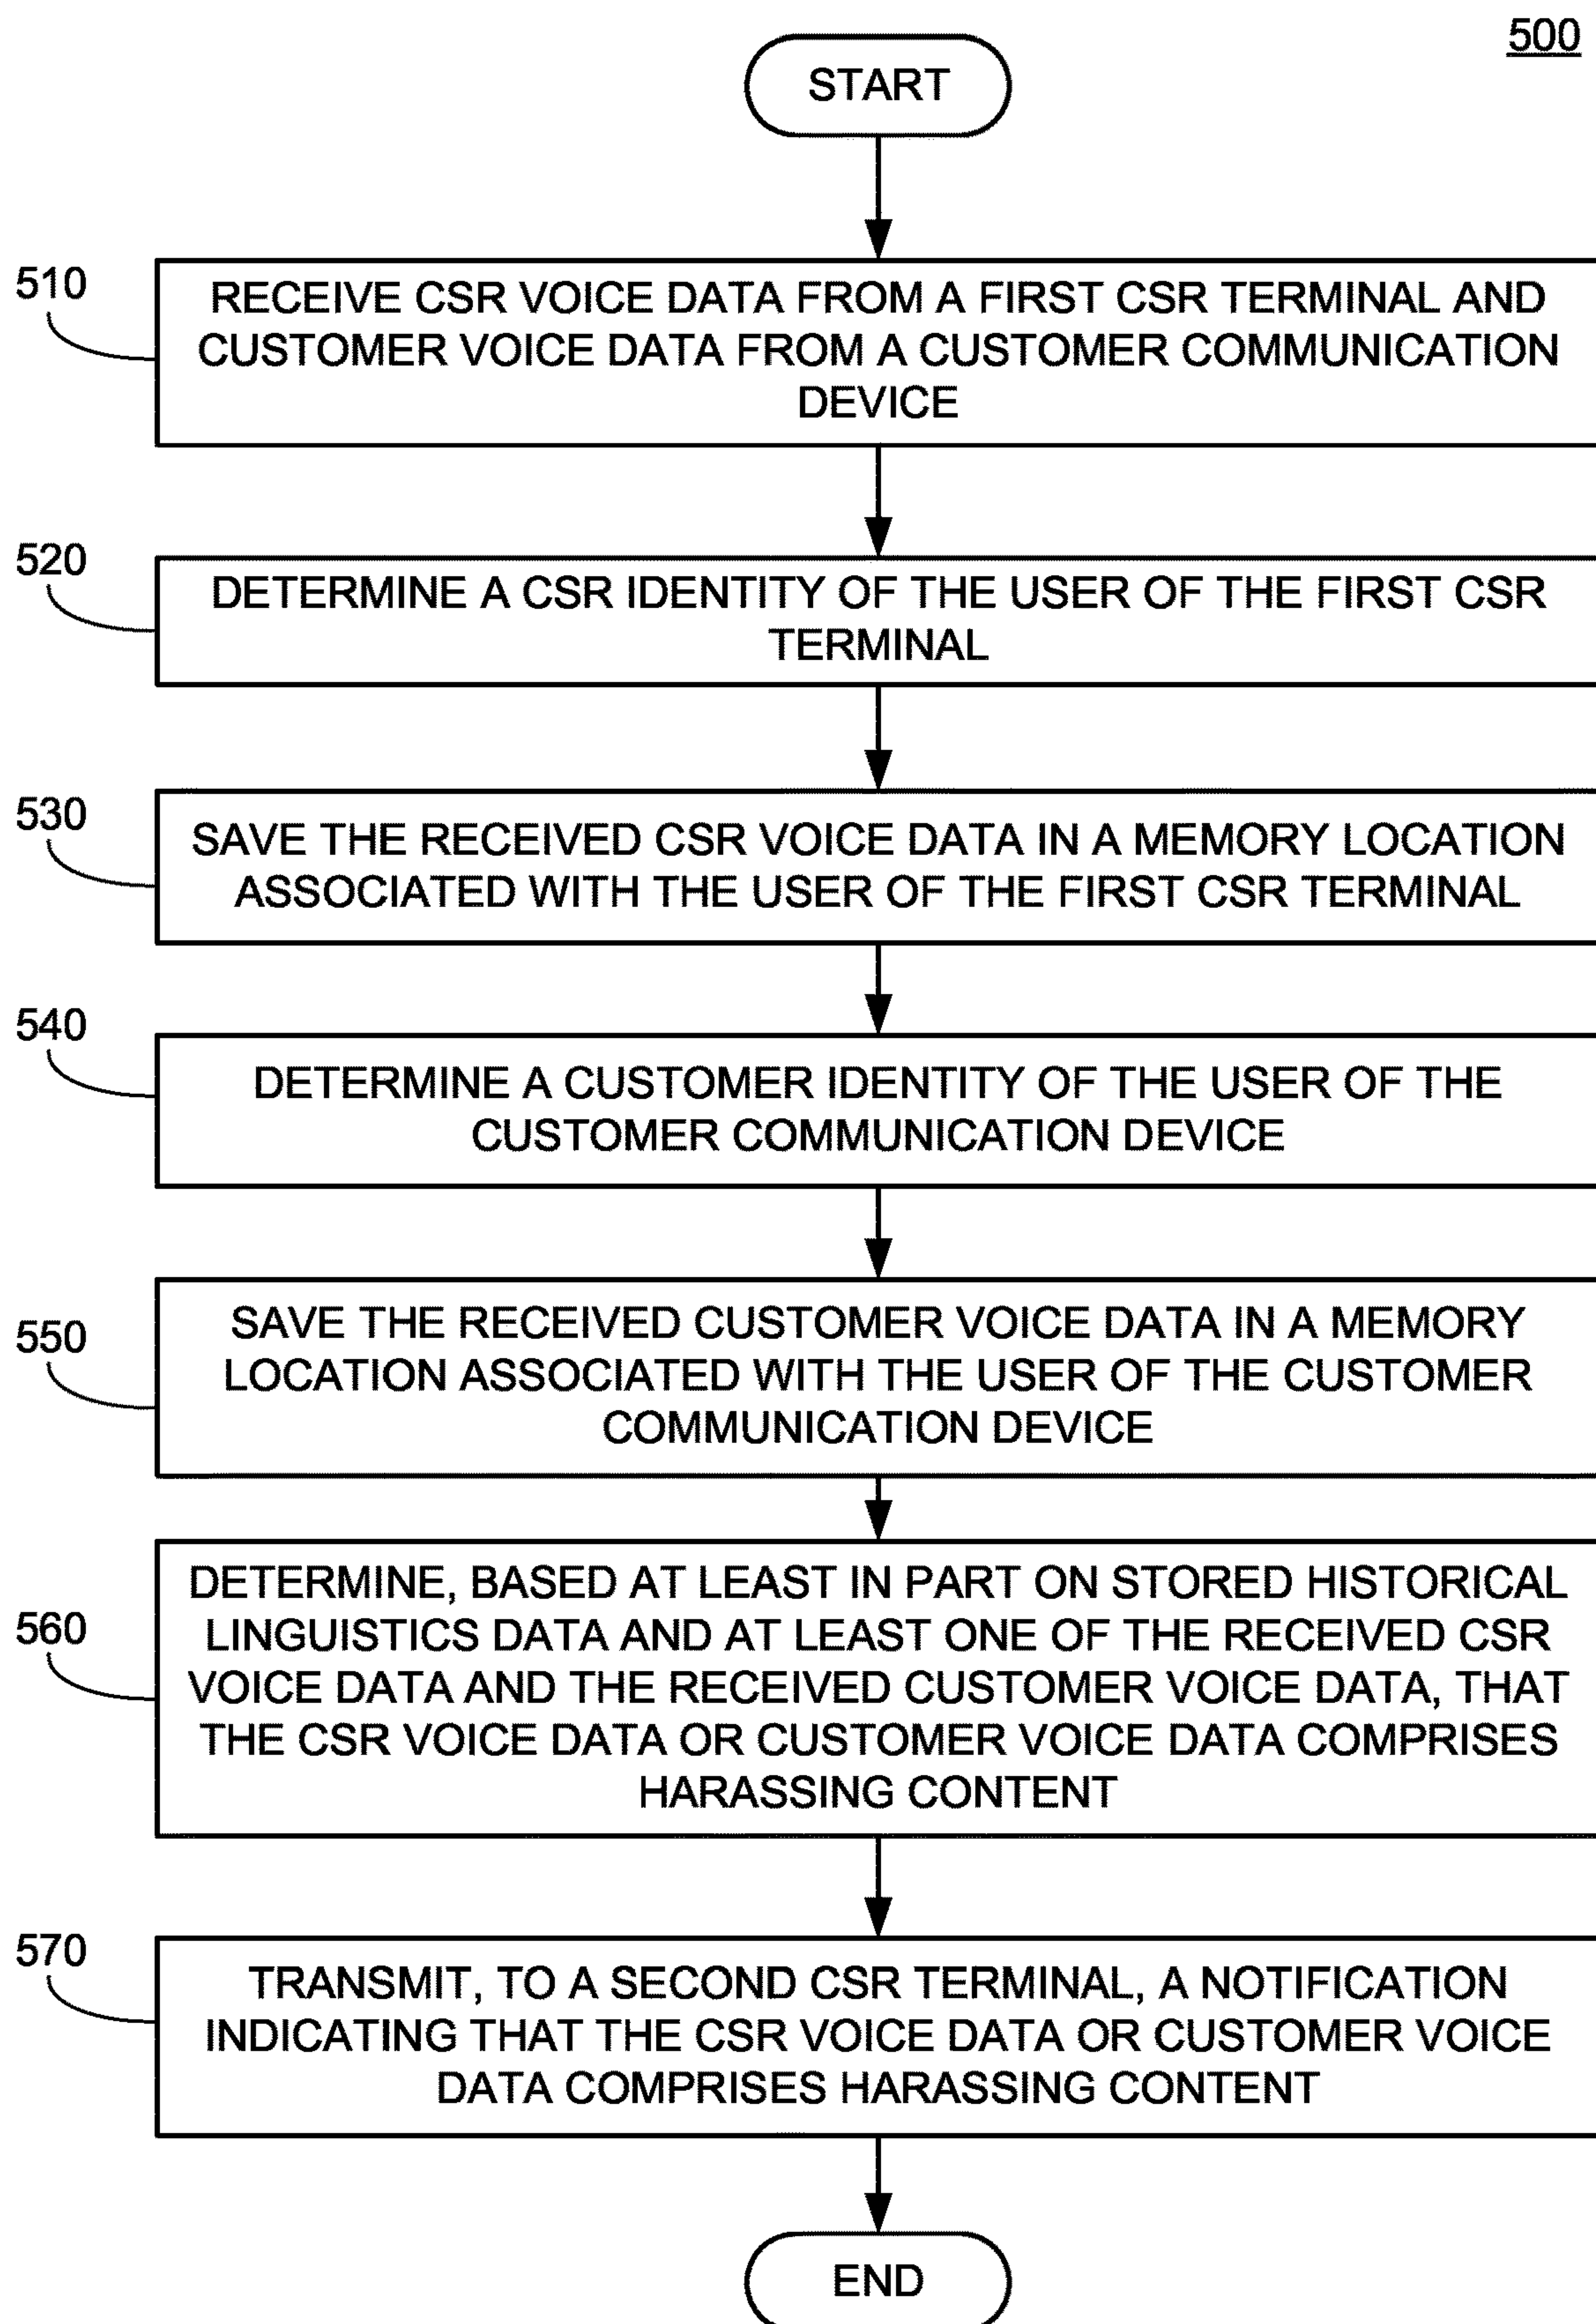 500
START
510
RECEIVE CSR VOICE DATA FROM A FIRST CSR TERMINAL AND
CUSTOMER VOICE DATA FROM A CUSTOMER COMMUNICATION
DEVICE
520
DETERMINE A CSR IDENTITY OF THE USER OF THE FIRST CSR
TERMINAL
530
SAVE THE RECEIVED CSR VOICE DATA IN A MEMORY LOCATION
ASSOCIATED WITH THE USER OF THE FIRST CSR TERMINAL
540
DETERMINE A CUSTOMER IDENTITY OF THE USER OF THE
CUSTOMER COMMUNICATION DEVICE
550
SAVE THE RECEIVED CUSTOMER VOICE DATA IN A MEMORY
LOCATION ASSOCIATED WITH THE USER OF THE CUSTOMER
COMMUNICATION DEVICE
560
DETERMINE, BASED AT LEAST IN PART ON STORED HISTORICAL
LINGUISTICS DATA AND AT LEAST ONE OF THE RECEIVED CSR
VOICE DATA AND THE RECEIVED CUSTOMER VOICE DATA, THAT
THE CSR VOICE DATA OR CUSTOMER VOICE DATA COMPRISES
HARASSING CONTENT
570
TRANSMIT, TO A SECOND CSR TERMINAL, A NOTIFICATION
INDICATING THAT THE CSR VOICE DATA OR CUSTOMER VOICE
DATA COMPRISES HARASSING CONTENT
END